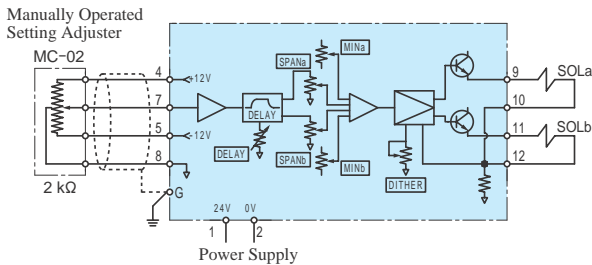 Manually Operated
Setting Adjuster
MC-02
2 kΩ
4
7
5
8
G
+12V
-12V
DELAY
DELAY
SPANa
SPANb
MINa
MINb
DITHER
9
10
11
12
SOLa
SOLb
24V 0V
1 2
Power Supply